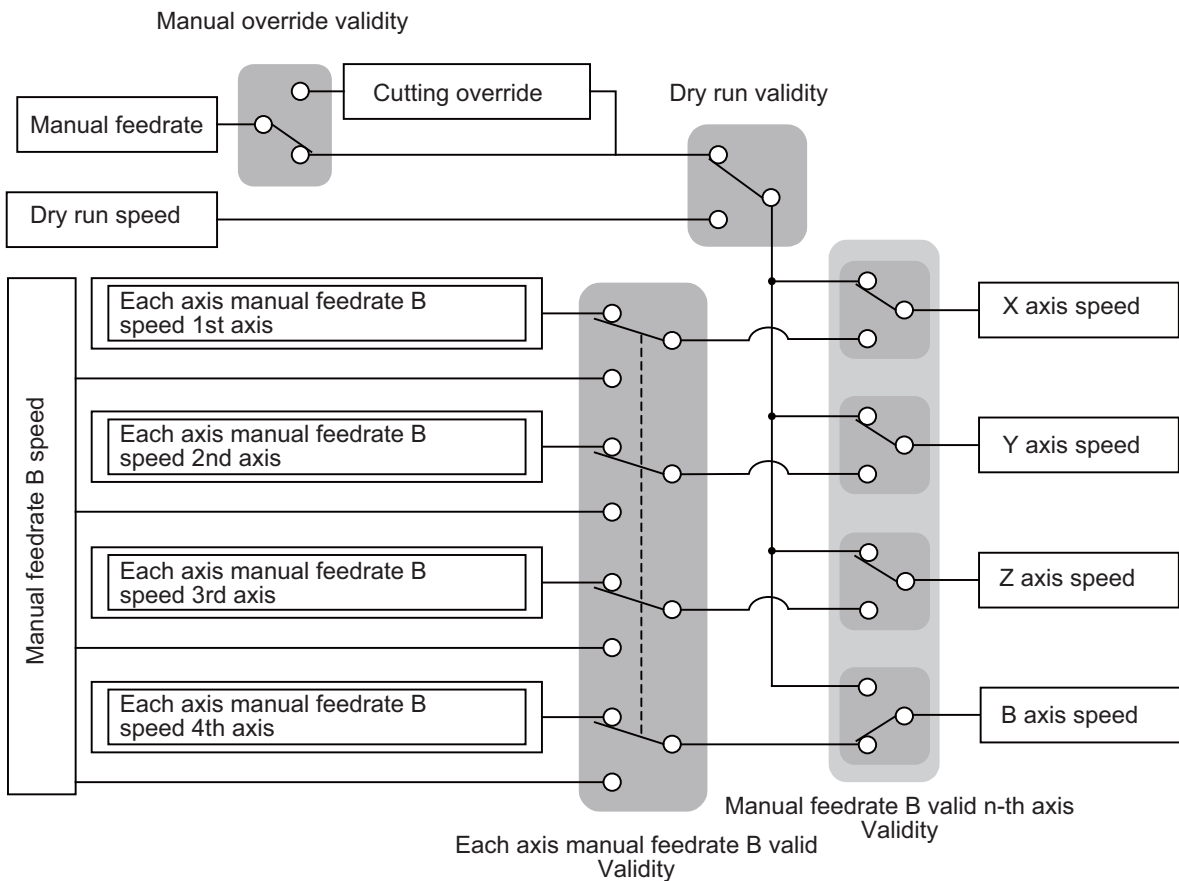 Manual override validity
Cutting override
Dry run validity
Manual feedrate
Dry run speed
Manual feedrate B speed
Each axis manual feedrate B
speed 1st axis
X axis speed
Each axis manual feedrate B
speed 2nd axis
Y axis speed
Each axis manual feedrate B
speed 3rd axis
Z axis speed
Each axis manual feedrate B
speed 4th axis
B axis speed
Manual feedrate B valid n-th axis
Validity
Each axis manual feedrate B valid
Validity